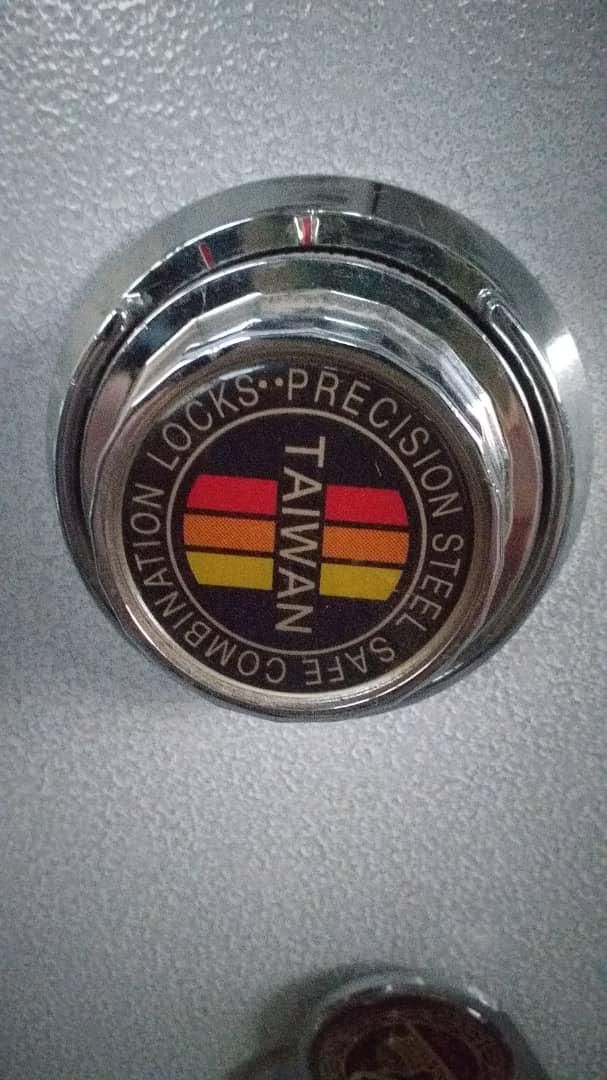 PRECISION STEEL SAFE COMBINATION LOCKS••
TAIWAN